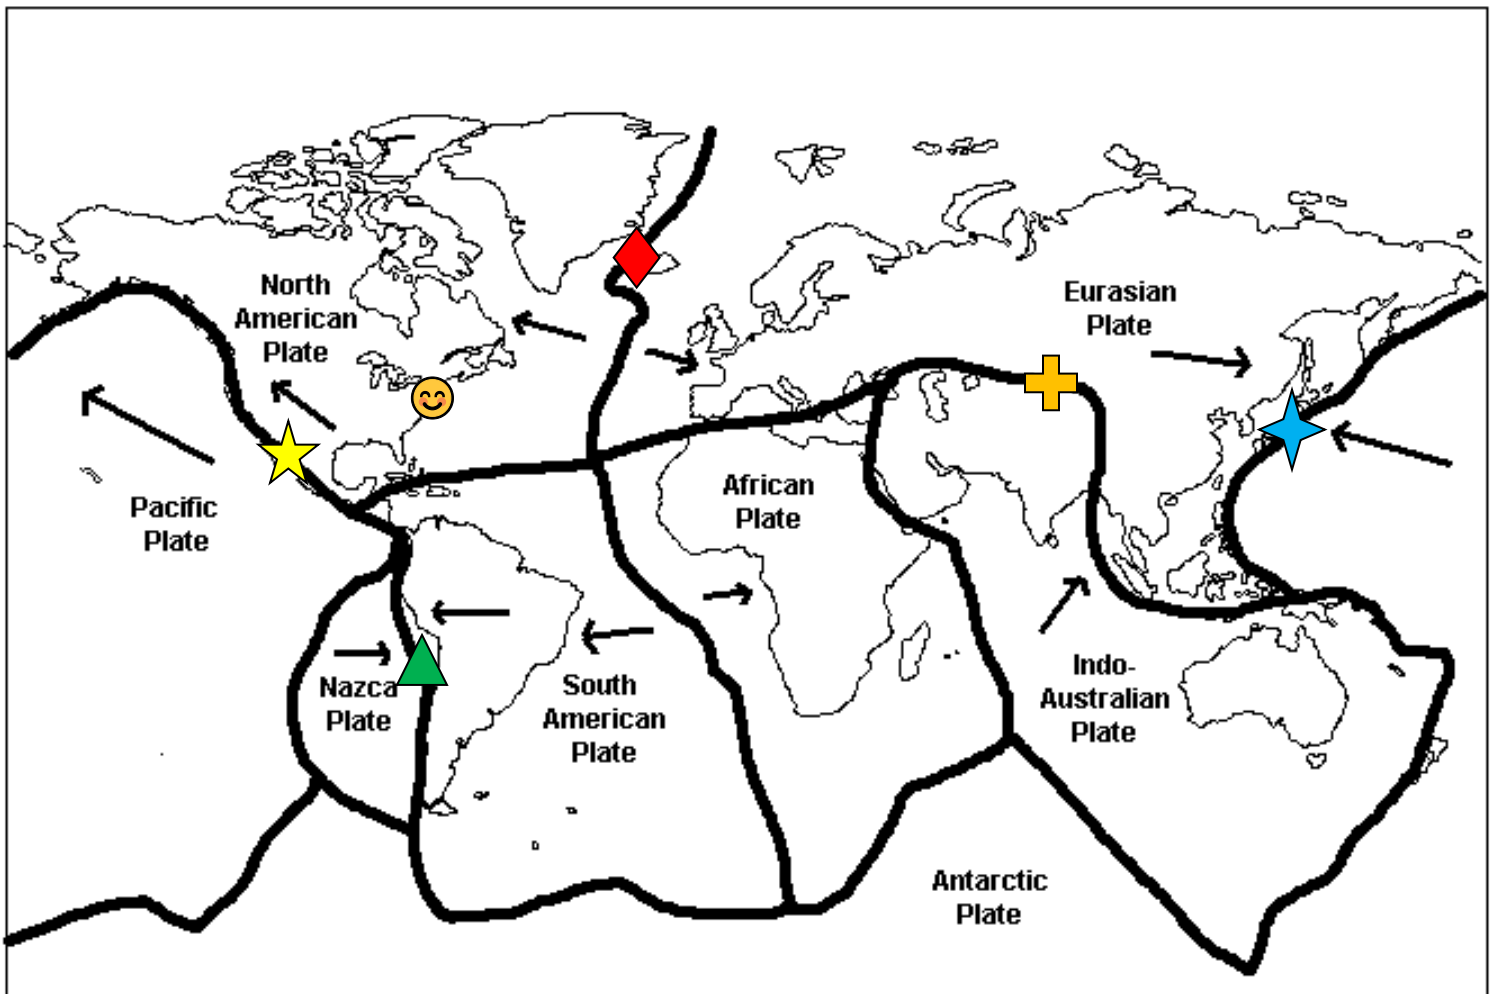 North
American
Plate
Eurasian
Plate
Pacific
Plate
African
Plate
Nazca
Plate
South
American
Plate
Indo-
Australian
Plate
Antarctic
Plate